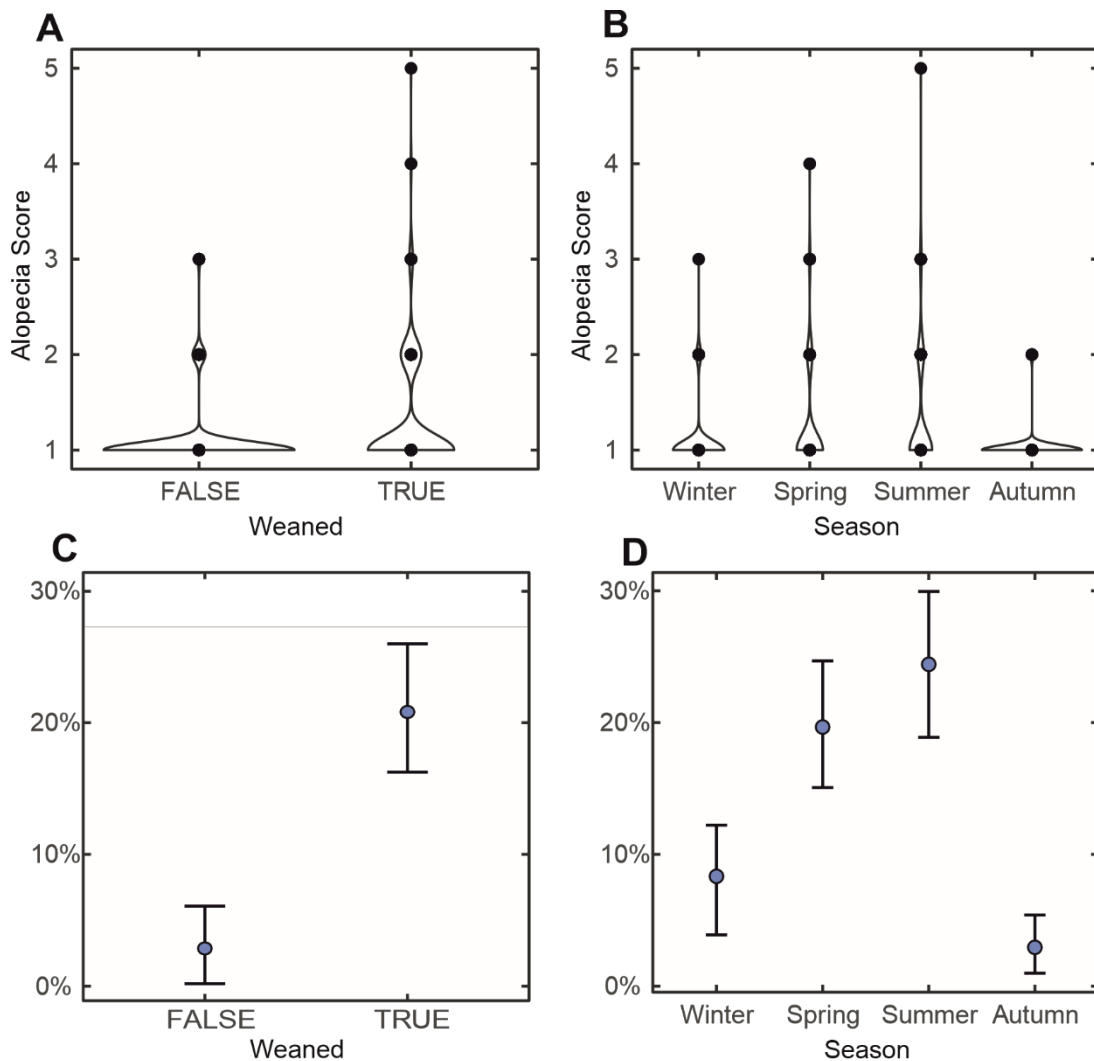 A
B
5
4
3
2
1
Alopecia Score
FALSE
TRUE
Weaned
5
4
3
2
1
Alopecia Score
Winter
Spring
Summer
Autumn
Season
C
D
30%
20%
10%
0%
FALSE
TRUE
Weaned
30%
20%
10%
0%
Winter
Spring
Summer
Autumn
Season